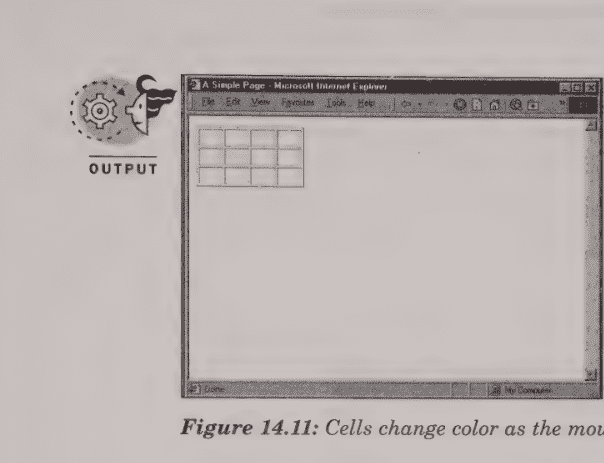 A Simple Page - Microsoft Internet Explorer
File Edit View Favorites Tools Help
OUTPUT
Done My Computer
Figure 14.11: Cells change color as the mou